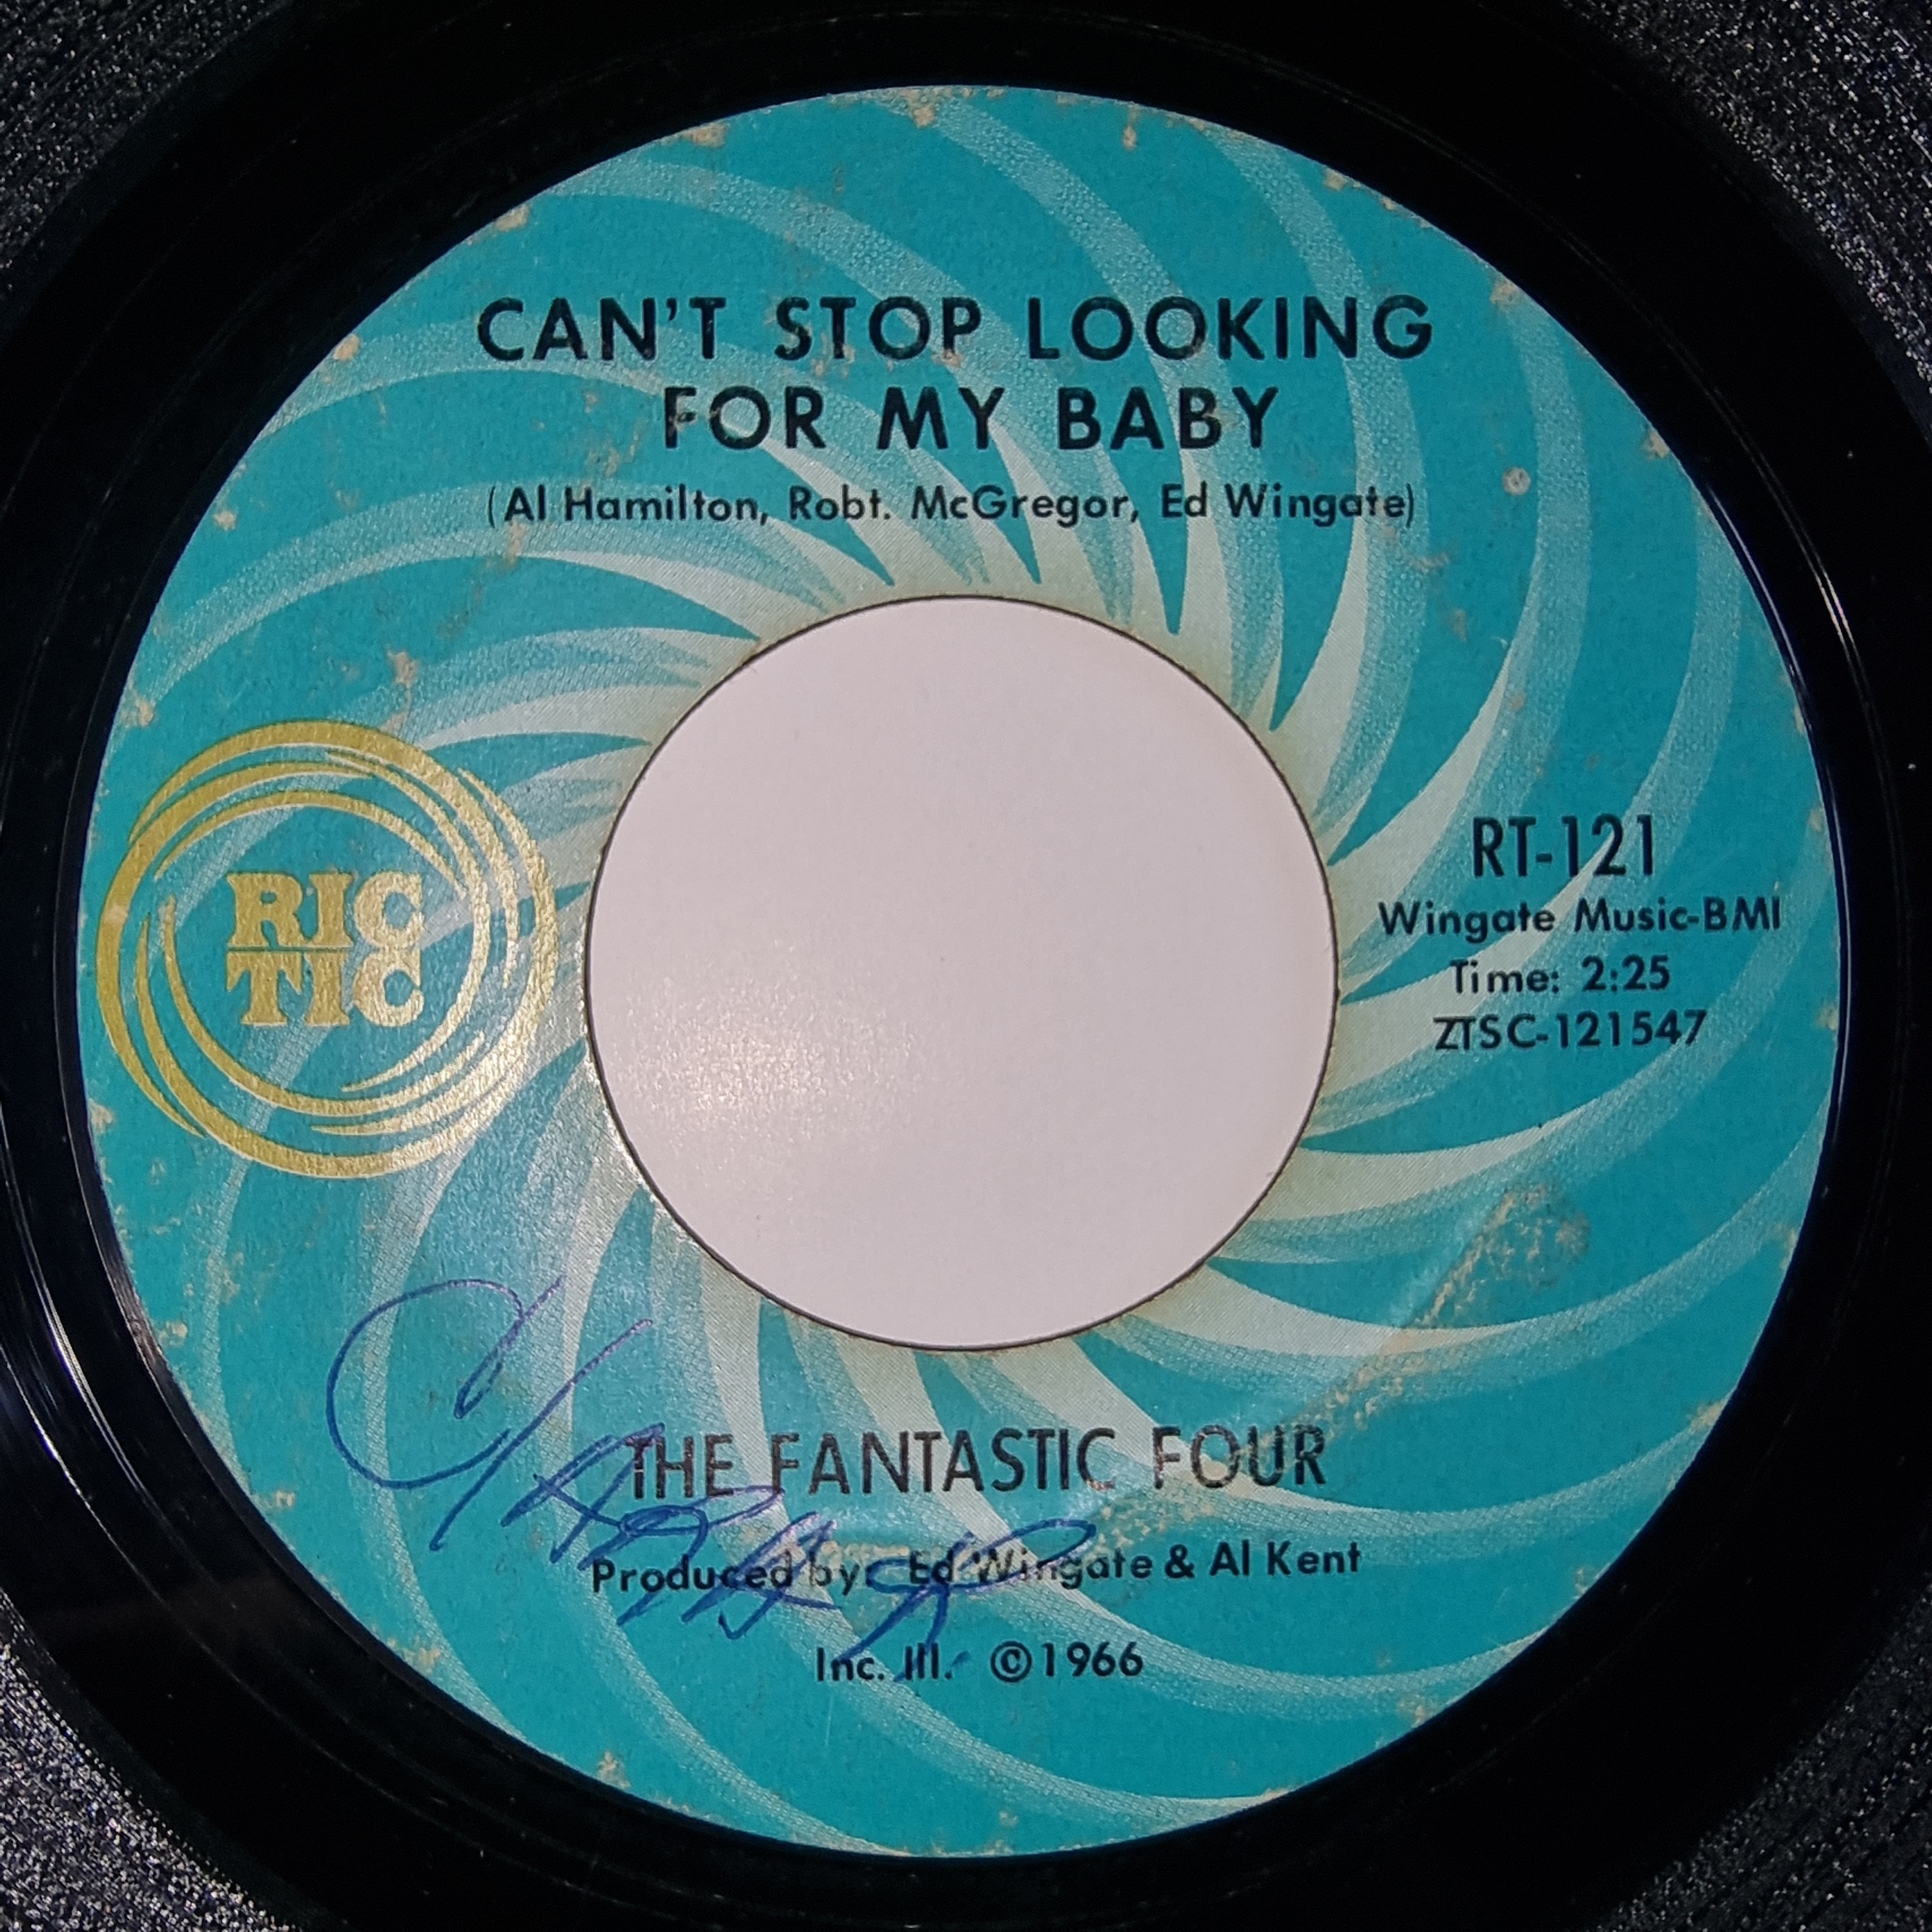 CAN'T STOP LOOKING
FOR MY BABY
(Al Hamilton, Robt. McGregor, Ed Wingate)
RIC
TIC
RT-121
Wingate Music-BMI
Time: 2:25
ZTSC-121547
THE FANTASTIC FOUR
Produced by: Ed Wingate & Al Kent
Inc. Ill. ©1966